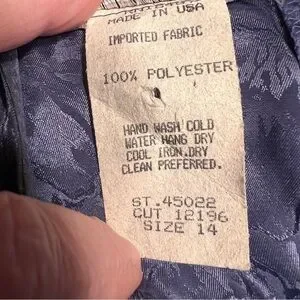 MADE IN USA
IMPORTED FABRIC
100% POLYESTER
HAND WASH COLD
WATER HANG DRY
COOL IRON.DRY
CLEAN PREFERRED.
ST.45022
CUT 12196
SIZE 14